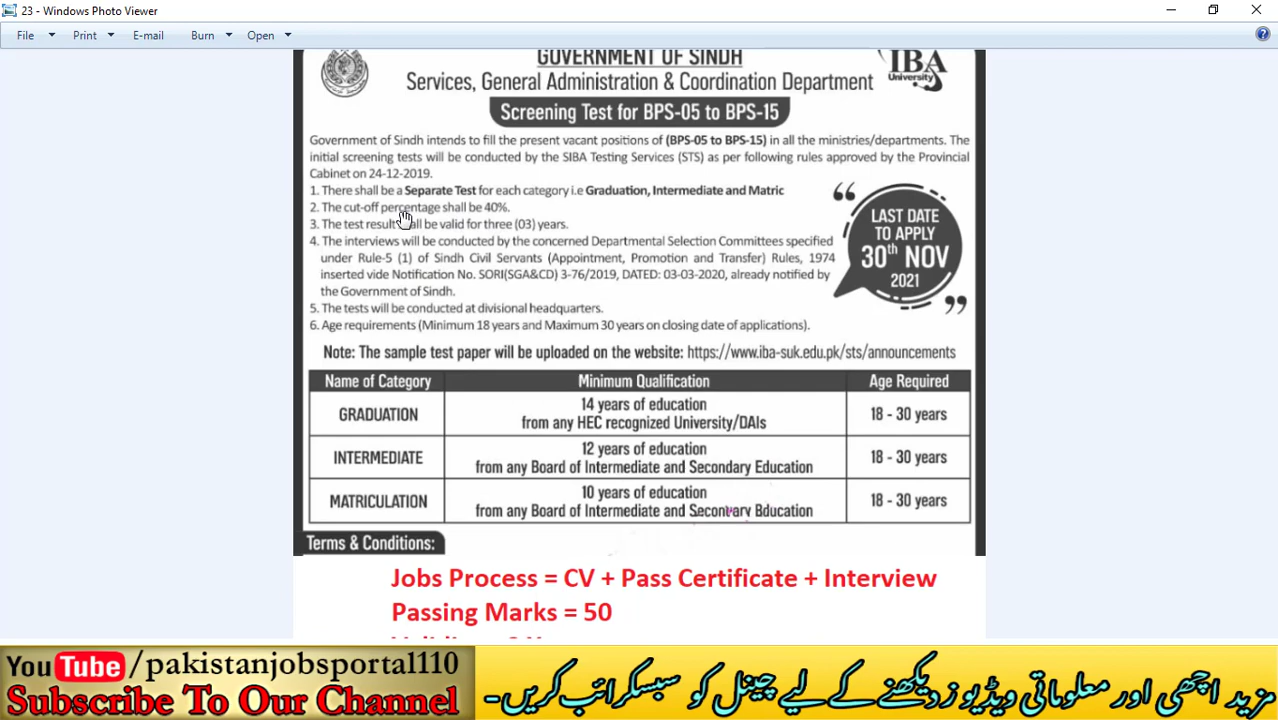 23 - Windows Photo Viewer
File Print E-mail Burn Open
GOVERNMENT OF SINDH
Services, General Administration & Coordination Department
IBA
University
Screening Test for BPS-05 to BPS-15
Government of Sindh intends to fill the present vacant positions of (BPS-05 to BPS-15) in all the ministries/departments. The
initial screening tests will be conducted by the SIBA Testing Services (STS) as per following rules approved by the Provincial
Cabinet on 24-12-2019.
1. There shall be a Separate Test for each category i.e Graduation, Intermediate and Matric
2. The cut-off percentage shall be 40%.
3. The test result shall be valid for three (03) years.
4. The interviews will be conducted by the concerned Departmental Selection Committees specified
under Rule-5 (1) of Sindh Civil Servants (Appointment, Promotion and Transfer) Rules, 1974
inserted vide Notification No. SORI(SGA&CD) 3-76/2019, DATED: 03-03-2020, already notified by
the Government of Sindh.
5. The tests will be conducted at divisional headquarters.
6. Age requirements (Minimum 18 years and Maximum 30 years on closing date of applications).
“
LAST DATE
TO APPLY
30th NOV
2021
”
Note: The sample test paper will be uploaded on the website: https://www.iba-suk.edu.pk/sts/announcements
Name of Category Minimum Qualification Age Required
GRADUATION
14 years of education
from any HEC recognized University/DAIs
18 - 30 years
INTERMEDIATE
12 years of education
from any Board of Intermediate and Secondary Education
18 - 30 years
MATRICULATION
10 years of education
from any Board of Intermediate and Seconvary Bducation
18 - 30 years
Terms & Conditions:
Jobs Process = CV + Pass Certificate + Interview
Passing Marks = 50
YouTube/pakistanjobsportal110
Subscribe To Our Channel
مزید اچھی اور معلوماتی ویڈیوز دیکھنے کے لیے چینل کو سبسکرائب کریں۔